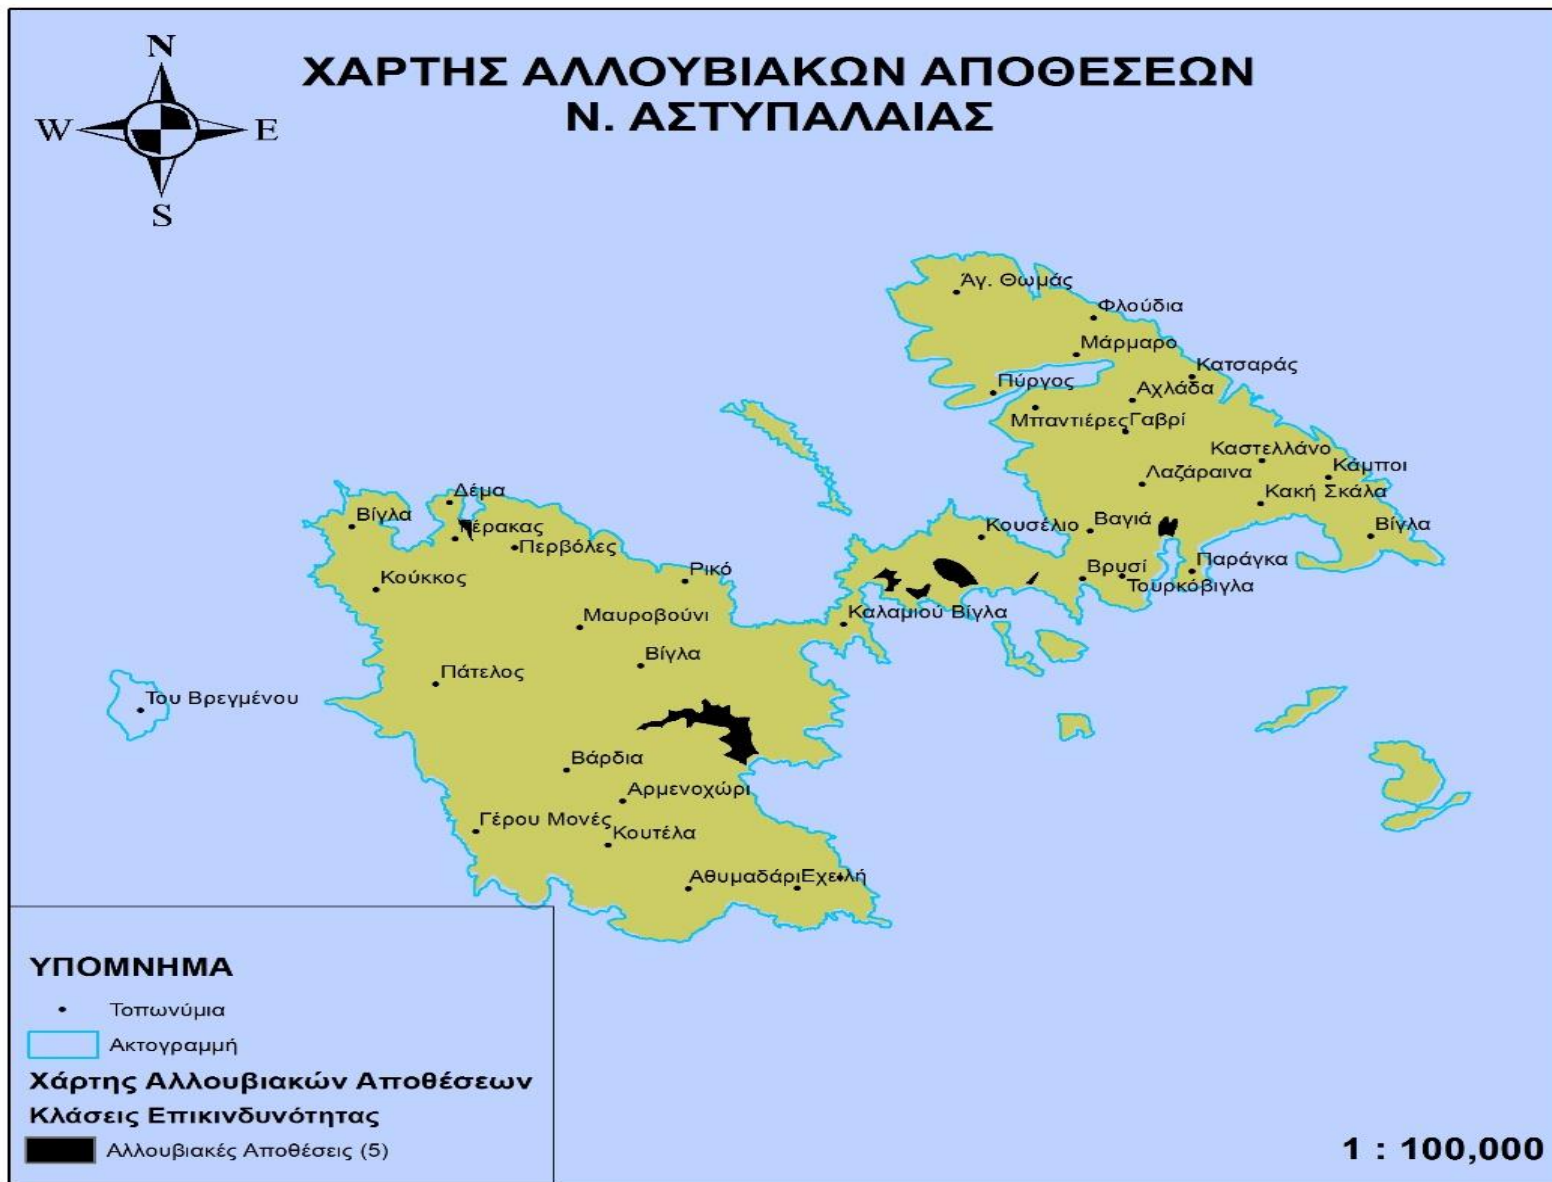 N
W E
S
ΧΑΡΤΗΣ ΑΛΛΟΥΒΙΑΚΩΝ ΑΠΟΘΕΣΕΩΝ
Ν. ΑΣΤΥΠΑΛΑΙΑΣ
Άγ. Θωμάς
Φλούδια
Μάρμαρο
Κατσαράς
Πύργος
Αχλάδα
Μπαντιέρες
Γαβρί
Καστελλάνο
Κάμποι
Λαζάραινα
Κακή Σκάλα
Δέμα
Βίγλα
Γέρακας
Περβόλες
Κουσέλιο
Βαγιά
Βίγλα
Κούκκος
Ρικό
Βρυσί
Παράγκα
Τουρκόβιγλα
Μαυροβούνι
Καλαμιού Βίγλα
Βίγλα
Πάτελος
Του Βρεγμένου
Βάρδια
Αρμενοχώρι
Γέρου Μονές
Κουτέλα
Αθυμαδάρι
Εχειλή
ΥΠΟΜΝΗΜΑ
Τοπωνύμια
Ακτογραμμή
Χάρτης Αλλουβιακών Αποθέσεων
Κλάσεις Επικινδυνότητας
Αλλουβιακές Αποθέσεις (5)
1 : 100,000